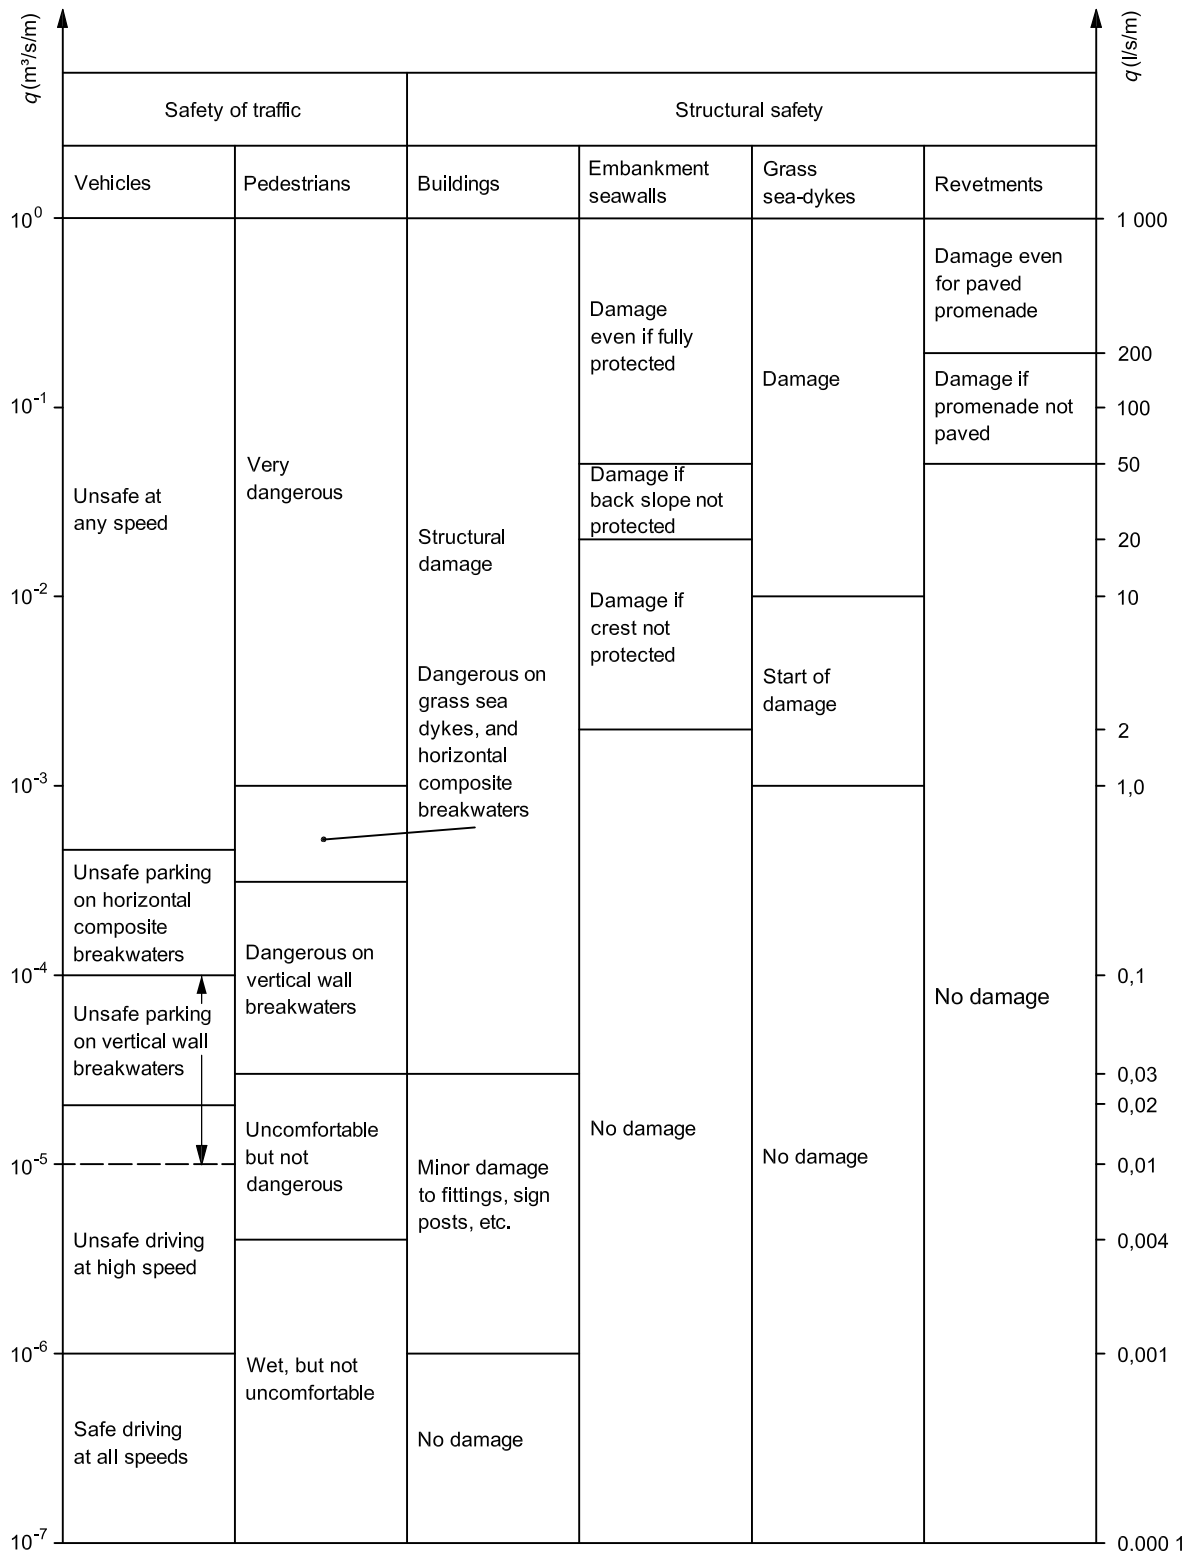 q (m³/s/m)
q (l/s/m)
Safety of traffic
Structural safety
Vehicles
Pedestrians
Buildings
Embankment
seawalls
Grass
sea-dykes
Revetments
10⁰
10⁻¹
10⁻²
10⁻³
10⁻⁴
10⁻⁵
10⁻⁶
10⁻⁷
Unsafe at
any speed
Unsafe parking
on horizontal
composite
breakwaters
Unsafe parking
on vertical wall
breakwaters
Unsafe driving
at high speed
Safe driving
at all speeds
Very
dangerous
Dangerous on
vertical wall
breakwaters
Uncomfortable
but not
dangerous
Wet, but not
uncomfortable
Structural
damage
Dangerous on
grass sea
dykes, and
horizontal
composite
breakwaters
Minor damage
to fittings, sign
posts, etc.
No damage
Damage
even if fully
protected
Damage if
back slope not
protected
Damage if
crest not
protected
No damage
Damage
Start of
damage
No damage
Damage even
for paved
promenade
Damage if
promenade not
paved
No damage
1 000
200
100
50
20
10
2
1,0
0,1
0,03
0,02
0,01
0,004
0,001
0.000 1